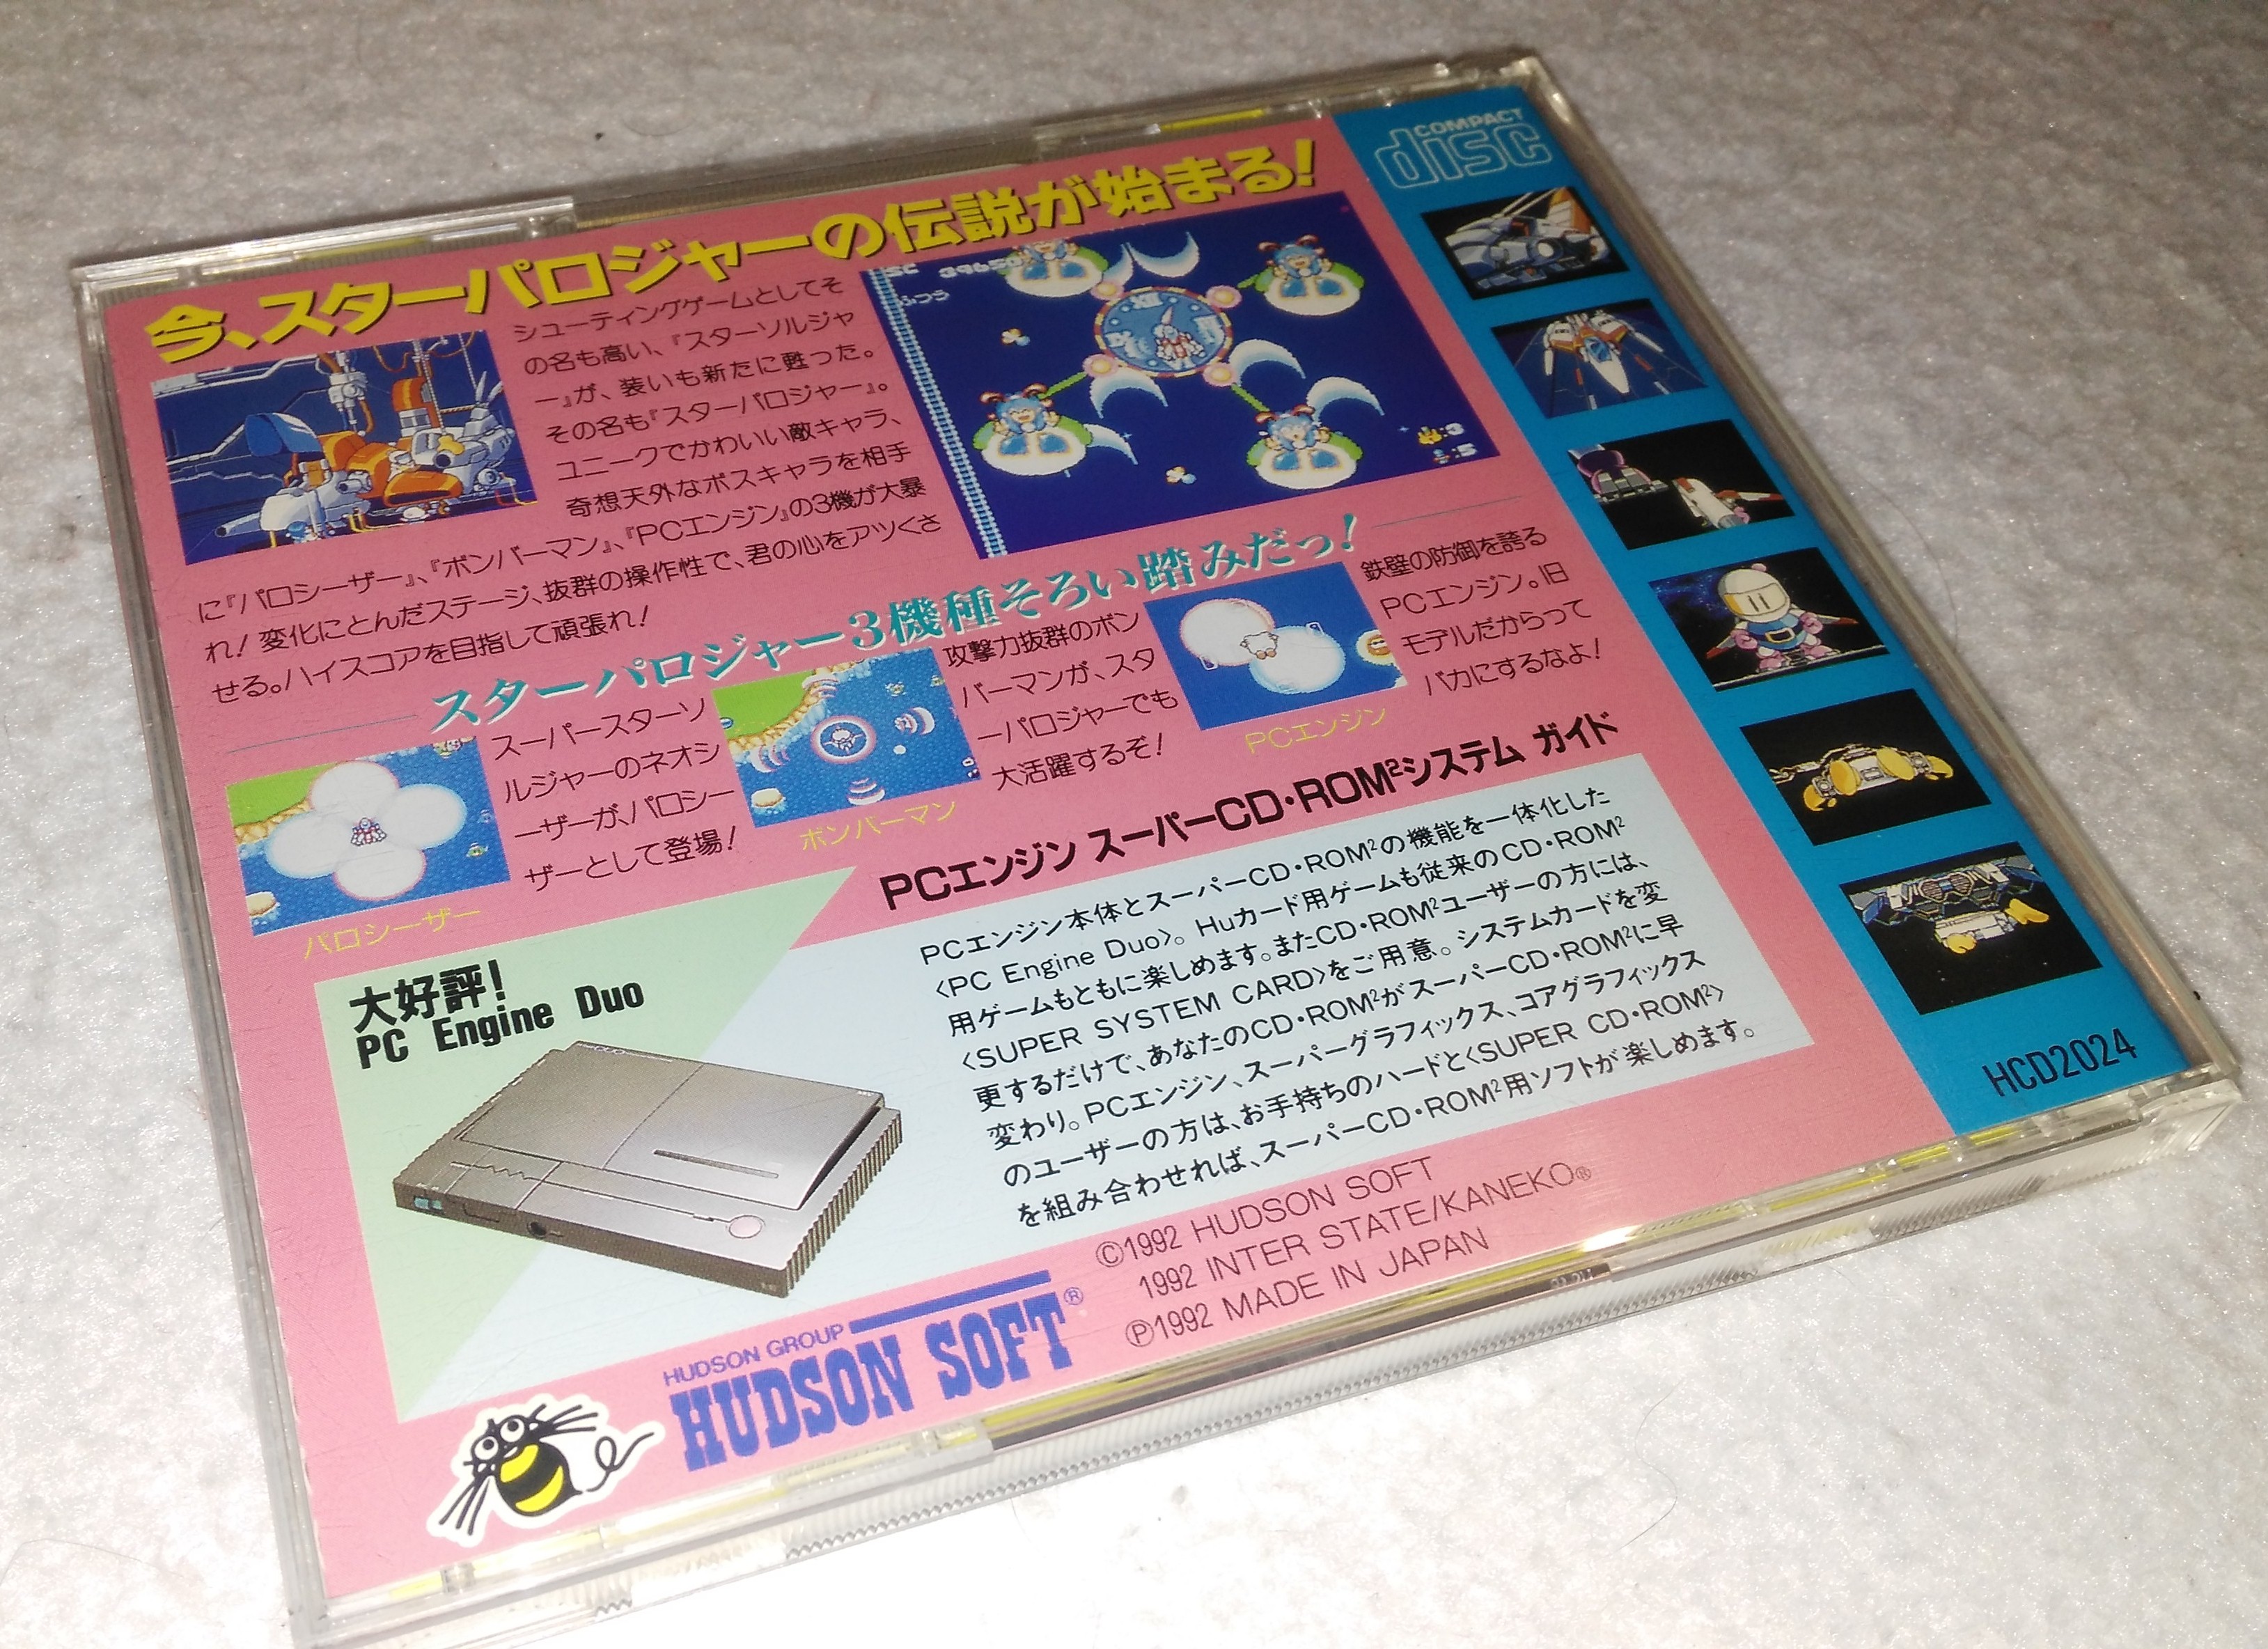 COMPACT
disc
今、スターパロジャーの伝説が始まる!
シューティングゲームとしてそ
の名も高い、『スターソルジャ
ー』が、装いも新たに甦った。
その名も『スターパロジャー』。
ユニークでかわいい敵キャラ、
奇想天外なボスキャラを相手
に『パロシーザー』、『ボンバーマン』、『PCエンジン』の3機が大暴
れ! 変化にとんだステージ、抜群の操作性で、君の心をアツくさ
せる。ハイスコアを目指して頑張れ!
SC 39650
ふつう
:3
:5
スターパロジャー3機種そろい踏みだっ!
スーパースターソ
ルジャーのネオシ
ーザーが、パロシー
ザーとして登場!
パロシーザー
攻撃力抜群のボン
バーマンが、スタ
ーパロジャーでも
大活躍するぞ!
ボンバーマン
鉄壁の防御を誇る
PCエンジン。旧
モデルだからって
バカにするなよ!
PCエンジン
PCエンジン スーパーCD・ROM²システム ガイド
大好評!
PC Engine Duo
PCエンジン本体とスーパーCD・ROM²の機能を一体化した
〈PC Engine Duo〉。Huカード用ゲームも従来のCD・ROM²
用ゲームもともに楽しめます。またCD・ROM²ユーザーの方には、
〈SUPER SYSTEM CARD〉をご用意。システムカードを変
更するだけで、あなたのCD・ROM²がスーパーCD・ROM²に早
変わり。PCエンジン、スーパーグラフィックス、コアグラフィックス
のユーザーの方は、お手持ちのハードと〈SUPER CD・ROM²〉
を組み合わせれば、スーパーCD・ROM²用ソフトが楽しめます。
HCD2024
©1992 HUDSON SOFT
1992 INTER STATE/KANEKO®
℗1992 MADE IN JAPAN
HUDSON GROUP
HUDSON SOFT®